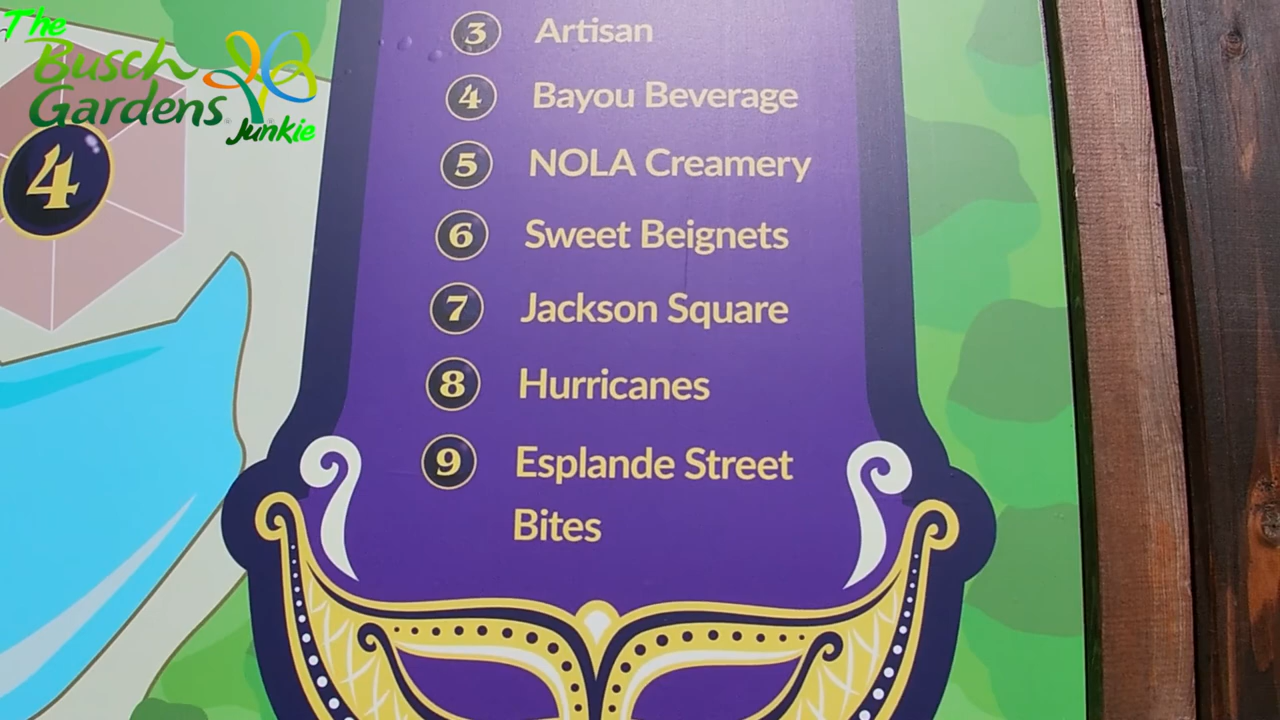 The
Busch
Gardens
Junkie
4
3 Artisan
4 Bayou Beverage
5 NOLA Creamery
6 Sweet Beignets
7 Jackson Square
8 Hurricanes
9 Esplande Street
Bites